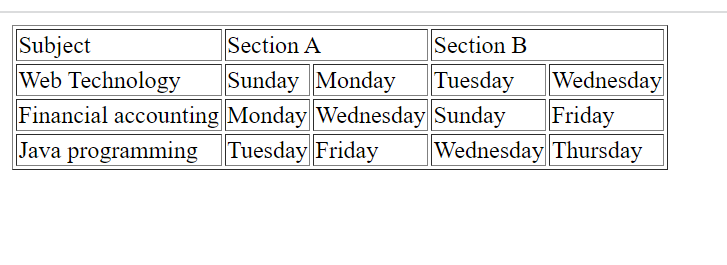 Subject Section A Section B
Web Technology Sunday Monday Tuesday Wednesday
Financial accounting Monday Wednesday Sunday Friday
Java programming Tuesday Friday Wednesday Thursday